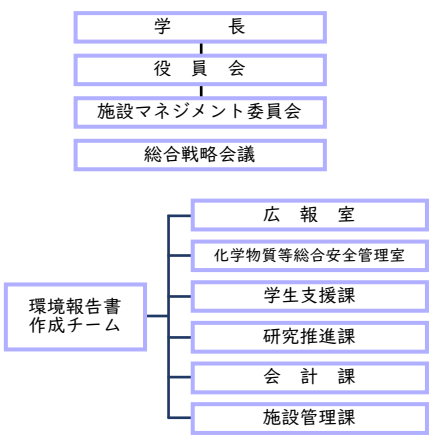 学　　　長
役　員　会
施設マネジメント委員会
総合戦略会議
広　報　室
化学物質等総合安全管理室
環境報告書
作成チーム
学生支援課
研究推進課
会　計　課
施設管理課